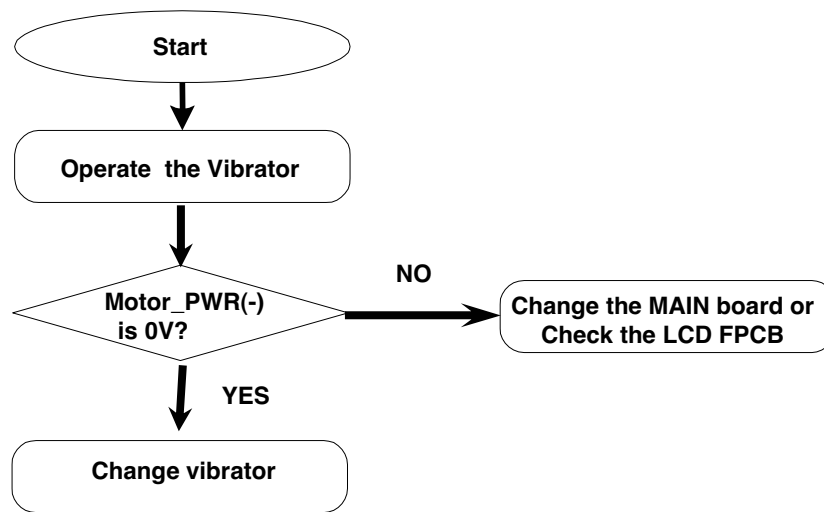 Start
Operate the Vibrator
Motor_PWR(-)
is 0V?
NO
Change the MAIN board or
Check the LCD FPCB
YES
Change vibrator